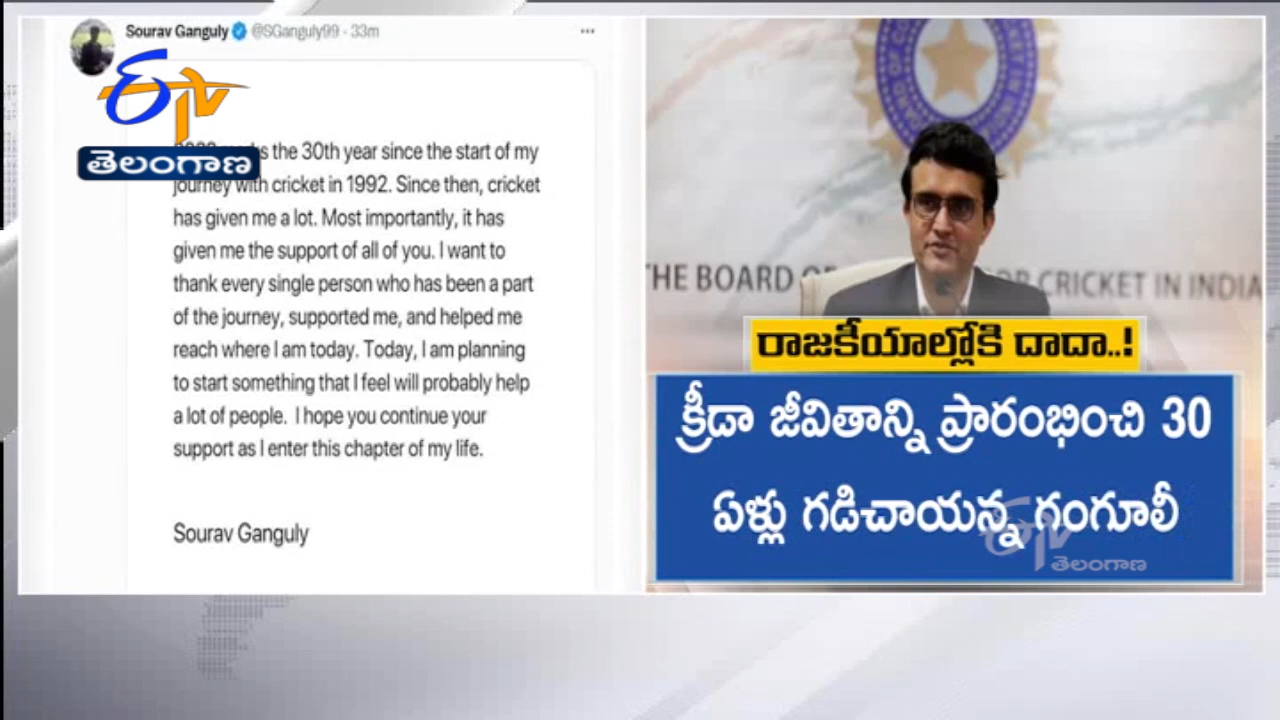 Sourav Ganguly @SGanguly99 · 33m
ETV
తెలంగాణ
the 30th year since the start of my
journey with cricket in 1992. Since then, cricket
has given me a lot. Most importantly, it has
given me the support of all of you. I want to
thank every single person who has been a part
of the journey, supported me, and helped me
reach where I am today. Today, I am planning
to start something that I feel will probably help
a lot of people. I hope you continue your
support as I enter this chapter of my life.
Sourav Ganguly
THE BOARD CRICKET IN INDIA
రాజకీయాల్లోకి దాదా..!
క్రీడా జీవితాన్ని ప్రారంభించి 30
ఏళ్లు గడిచాయన్న గంగూలీ
తెలంగాణ